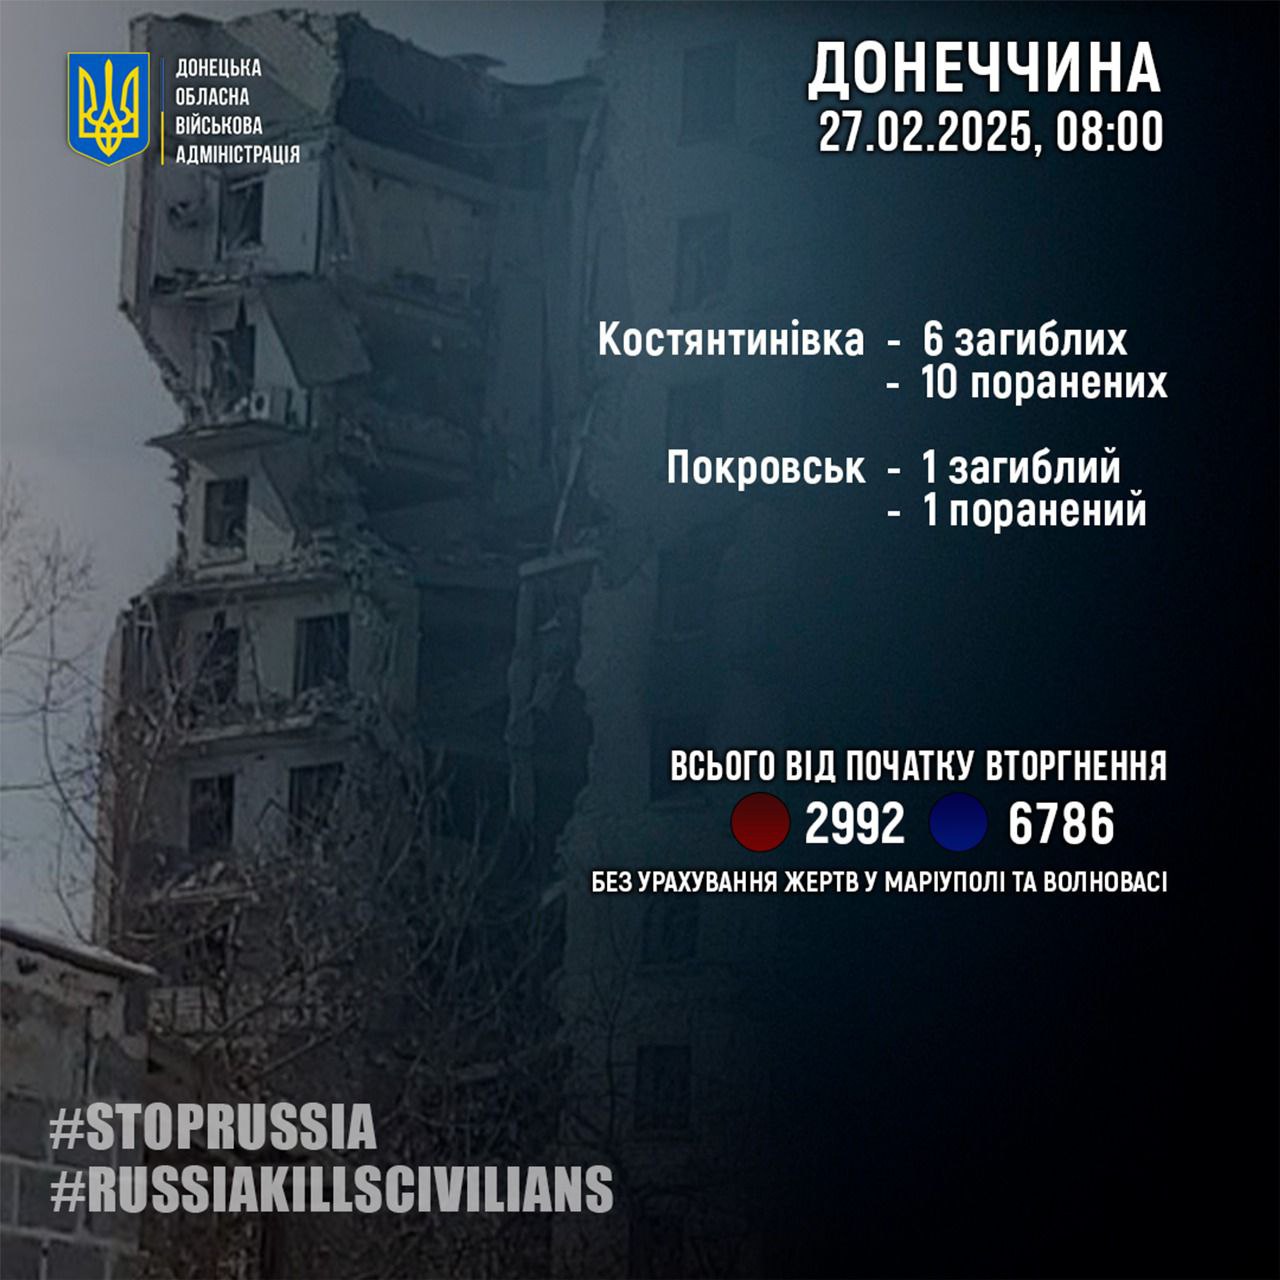 ДОНЕЦЬКА
ОБЛАСНА
ВІЙСЬКОВА
АДМІНІСТРАЦІЯ
ДОНЕЧЧИНА
27.02.2025, 08:00
Костянтинівка - 6 загиблих
- 10 поранених
Покровськ - 1 загиблий
- 1 поранений
ВСЬОГО ВІД ПОЧАТКУ ВТОРГНЕННЯ
2992 6786
БЕЗ УРАХУВАННЯ ЖЕРТВ У МАРІУПОЛІ ТА ВОЛНОВАСІ
#STOPRUSSIA
#RUSSIAKILLSCIVILIANS